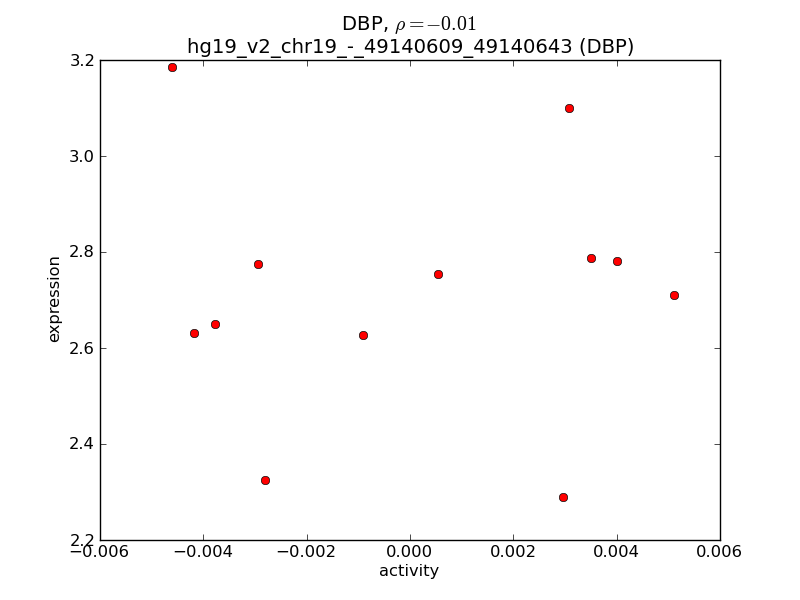 DBP, ρ = −0.01
hg19_v2_chr19_-_49140609_49140643 (DBP)
3.2
3.0
2.8
2.6
2.4
2.2
expression
−0.006 −0.004 −0.002 0.000 0.002 0.004 0.006
activity